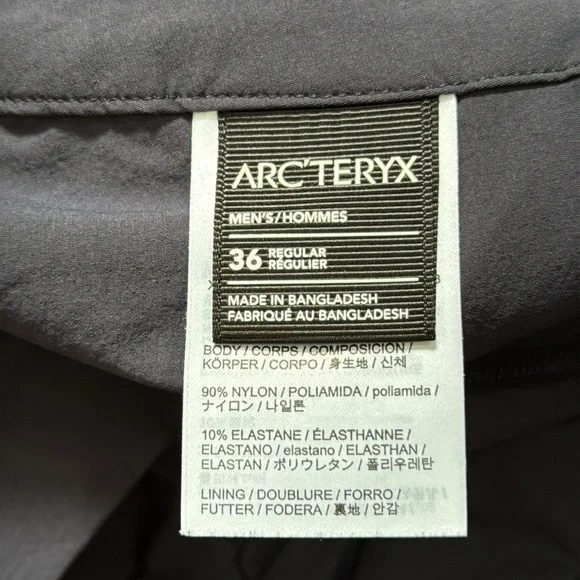 ARC'TERYX
MEN'S/HOMMES
36 REGULAR
RÉGULIER
MADE IN BANGLADESH
FABRIQUÉ AU BANGLADESH
BODY / CORPS / COMPOSICIÓN /
KÖRPER / CORPO / 身生地 / 신체
90% NYLON / POLIAMIDA / poliamida /
ナイロン / 나일론
10% ELASTANE / ÉLASTHANNE /
ELASTANO / elastano / ELASTHAN /
ELASTAN / ポリウレタン / 폴리우레탄
LINING / DOUBLURE / FORRO /
FUTTER / FODERA / 裏地 / 안감